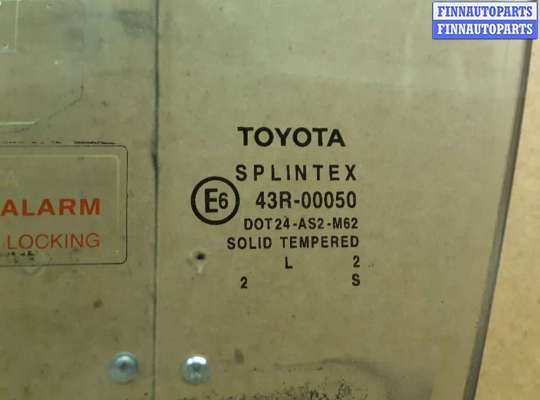 FINNAUTOPARTS
FINNAUTOPARTS
TOYOTA
SPLINTEX
E6 43R-00050
DOT24-AS2-M62
SOLID TEMPERED
L 2
2 S
ALARM
LOCKING